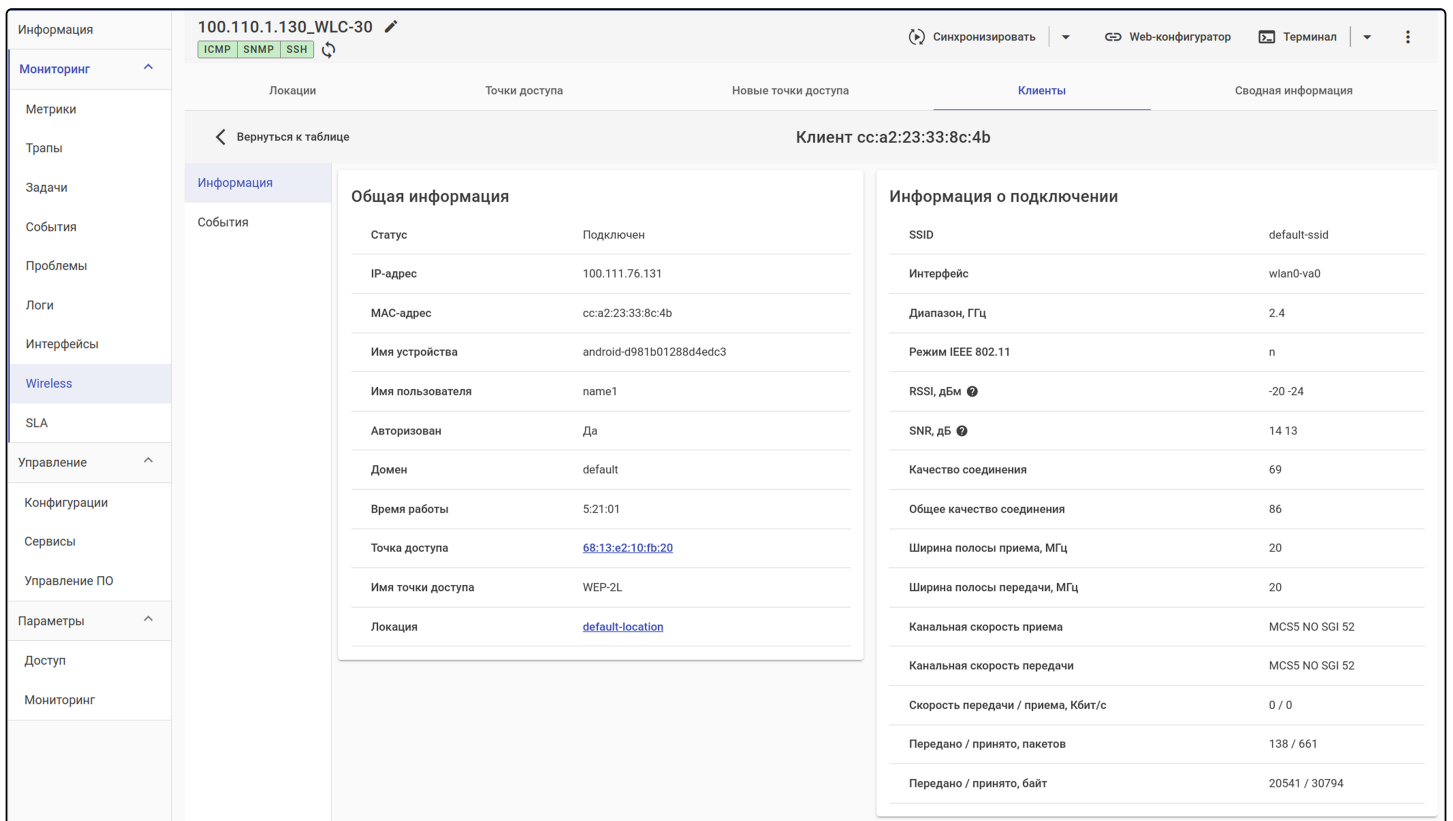 Информация
Мониторинг
Метрики
Трапы
Задачи
События
Проблемы
Логи
Интерфейсы
Wireless
SLA
Управление
Конфигурации
Сервисы
Управление ПО
Параметры
Доступ
Мониторинг
100.110.1.130_WLC-30
ICMP SNMP SSH
Синхронизировать Web-конфигуратор Терминал
Локации Точки доступа Новые точки доступа Клиенты Сводная информация
Вернуться к таблице Клиент cc:a2:23:33:8c:4b
Информация
События
Общая информация
Статус Подключен
IP-адрес 100.111.76.131
MAC-адрес cc:a2:23:33:8c:4b
Имя устройства android-d981b01288d4edc3
Имя пользователя name1
Авторизован Да
Домен default
Время работы 5:21:01
Точка доступа 68:13:e2:10:fb:20
Имя точки доступа WEP-2L
Локация default-location
Информация о подключении
SSID default-ssid
Интерфейс wlan0-va0
Диапазон, ГГц 2.4
Режим IEEE 802.11 n
RSSI, дБм ? -20 -24
SNR, дБ ? 14 13
Качество соединения 69
Общее качество соединения 86
Ширина полосы приема, МГц 20
Ширина полосы передачи, МГц 20
Канальная скорость приема MCS5 NO SGI 52
Канальная скорость передачи MCS5 NO SGI 52
Скорость передачи / приема, Кбит/с 0 / 0
Передано / принято, пакетов 138 / 661
Передано / принято, байт 20541 / 30794